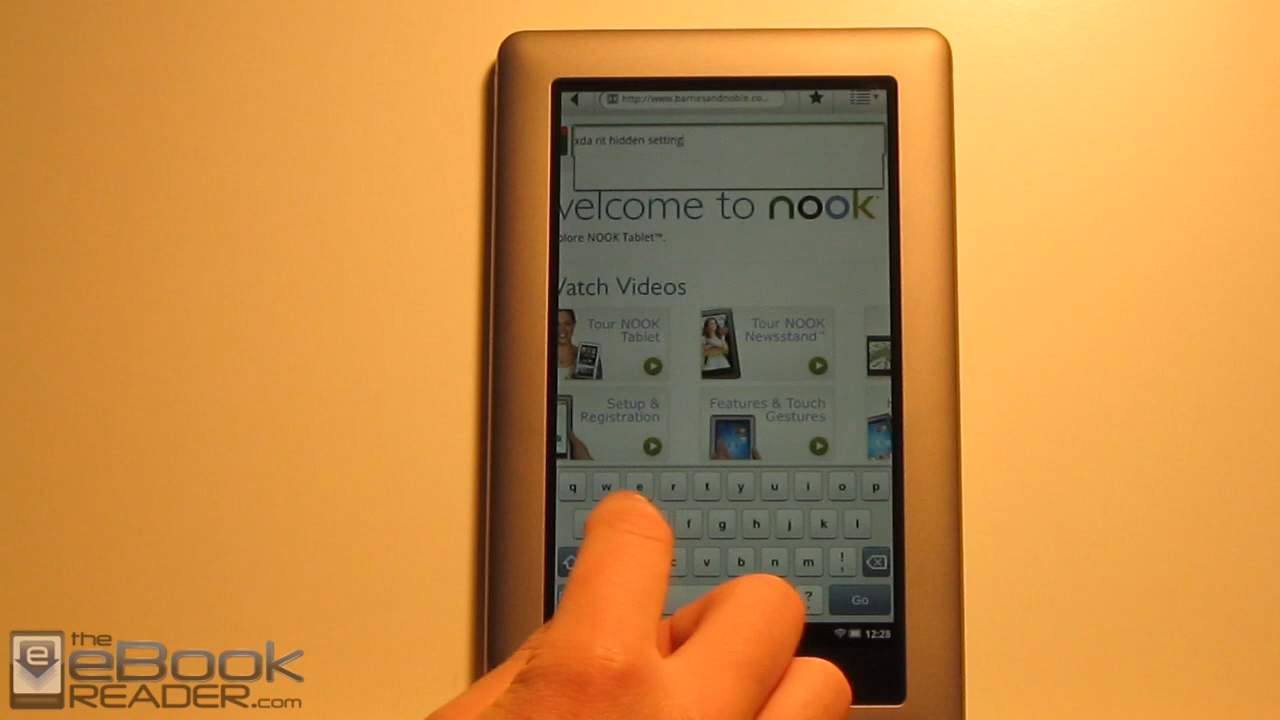 http://www.barnesandnoble.co...
xda nt hidden setting
velcome to nook
plore NOOK Tablet™.
Vatch Videos
Tour NOOK
Tablet
Tour NOOK
Newsstand™
Setup &
Registration
Features & Touch
Gestures
q w e r t y u i o p
f g h j k l
c v b n m ! ,
? Go
12:28
the
eBook
READER.com